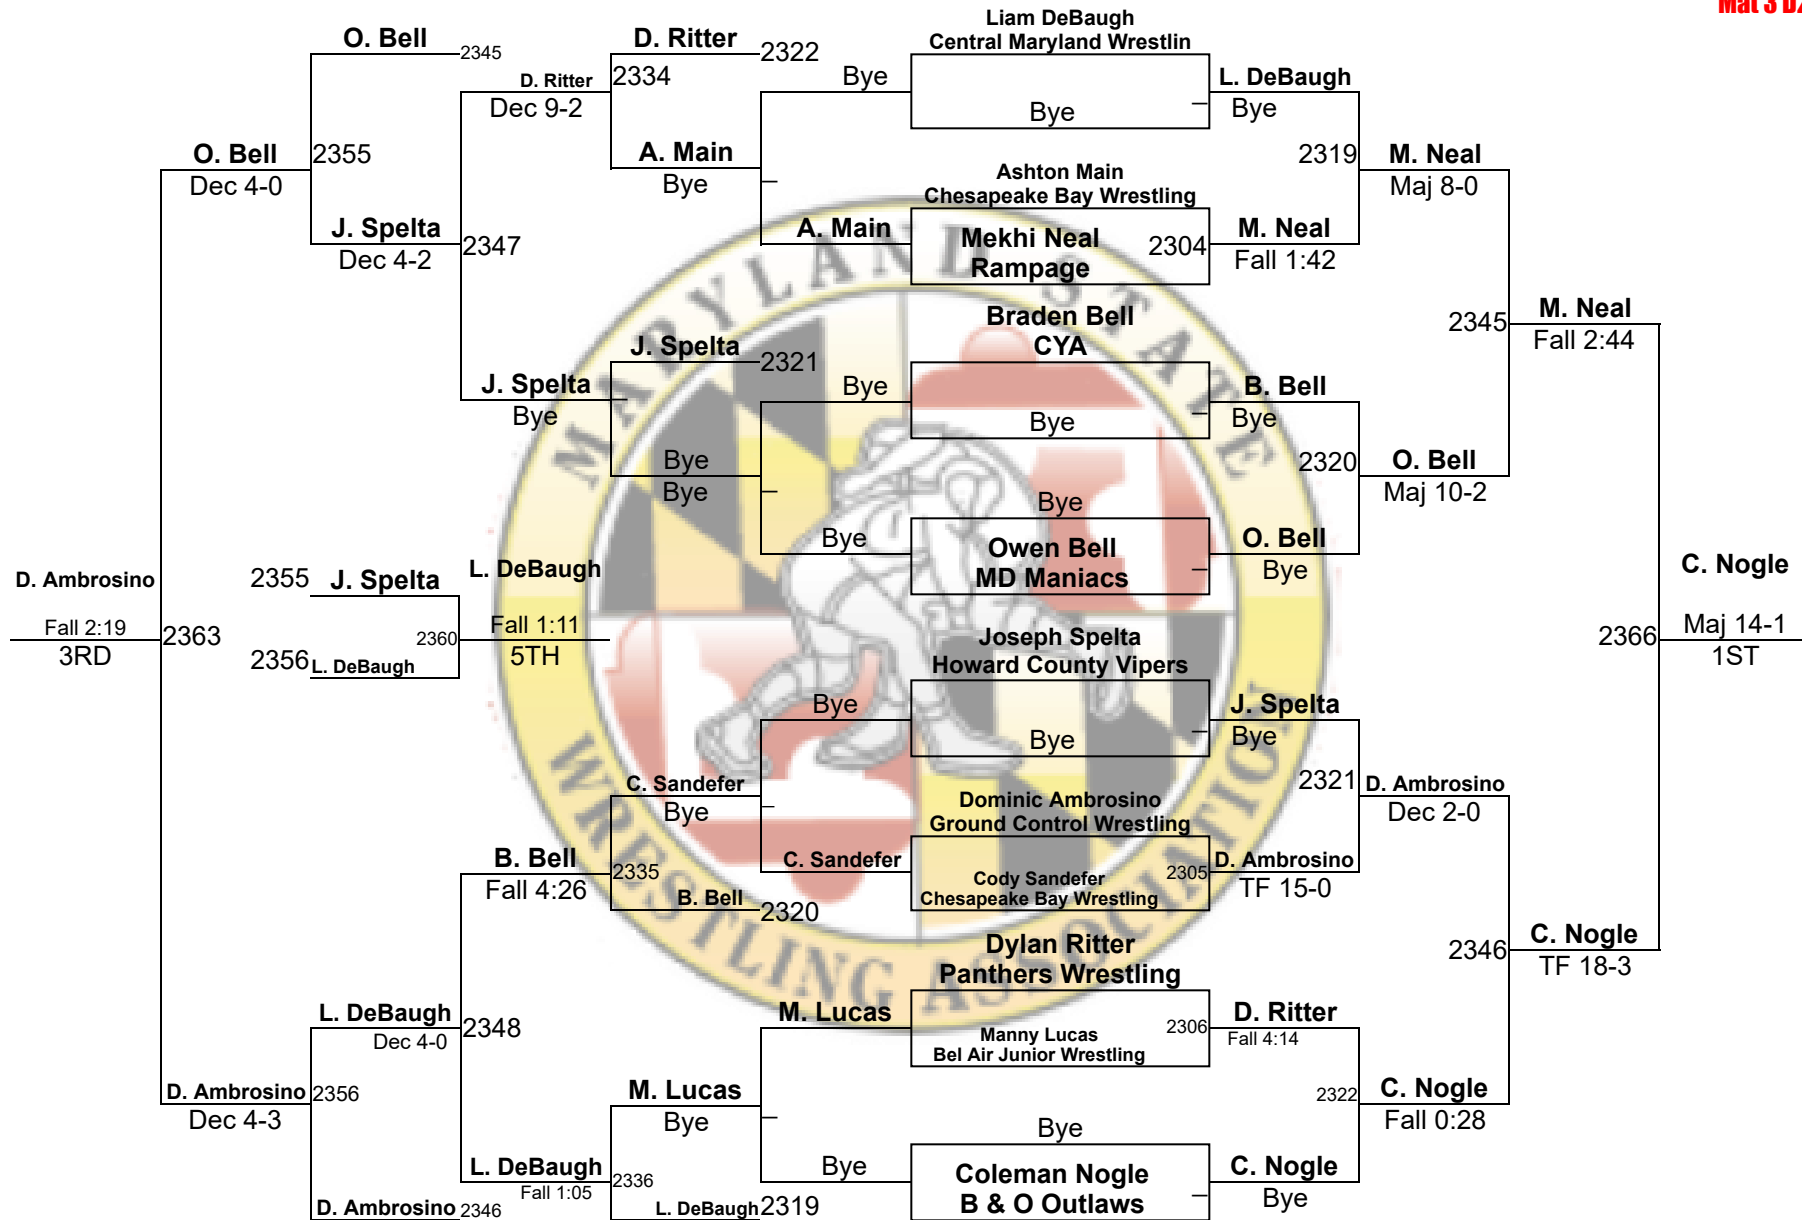 Mat 3 b2
Liam DeBaugh
Central Maryland Wrestlin
O. Bell
2345
D. Ritter
2322
D. Ritter
2334
Bye
L. DeBaugh
Dec 9-2
Bye
Bye
O. Bell
2355
A. Main
2319
M. Neal
Dec 4-0
Bye
Ashton Main
Maj 8-0
Chesapeake Bay Wrestling
J. Spelta
A. Main
Mekhi Neal
2304
M. Neal
Dec 4-2
2347
Rampage
Fall 1:42
Braden Bell
CYA
2345
M. Neal
Fall 2:44
J. Spelta
2321
J. Spelta
Bye
B. Bell
Bye
Bye
Bye
Bye
2320
O. Bell
Bye
Maj 10-2
Bye
Bye
Owen Bell
O. Bell
MD Maniacs
Bye
D. Ambrosino
2355
J. Spelta
L. DeBaugh
C. Nogle
Fall 2:19
2363
2360
Fall 1:11
Joseph Spelta
2366
Maj 14-1
3RD
2356
L. DeBaugh
5TH
Howard County Vipers
1ST
Bye
J. Spelta
Bye
Bye
C. Sandefer
2321
D. Ambrosino
Bye
Dominic Ambrosino
Dec 2-0
Ground Control Wrestling
B. Bell
2335
C. Sandefer
Cody Sandefer
2305
D. Ambrosino
Fall 4:26
Chesapeake Bay Wrestling
TF 15-0
B. Bell
2320
Dylan Ritter
2346
C. Nogle
Panthers Wrestling
TF 18-3
L. DeBaugh
2348
M. Lucas
Manny Lucas
2306
D. Ritter
Dec 4-0
Bel Air Junior Wrestling
Fall 4:14
D. Ambrosino
2356
M. Lucas
2322
C. Nogle
Dec 4-3
Bye
Bye
Fall 0:28
L. DeBaugh
2336
Bye
Coleman Nogle
C. Nogle
Fall 1:05
B & O Outlaws
Bye
D. Ambrosino
2346
L. DeBaugh
2319
MARYLAND STATE
WRESTLING ASSOCIATION